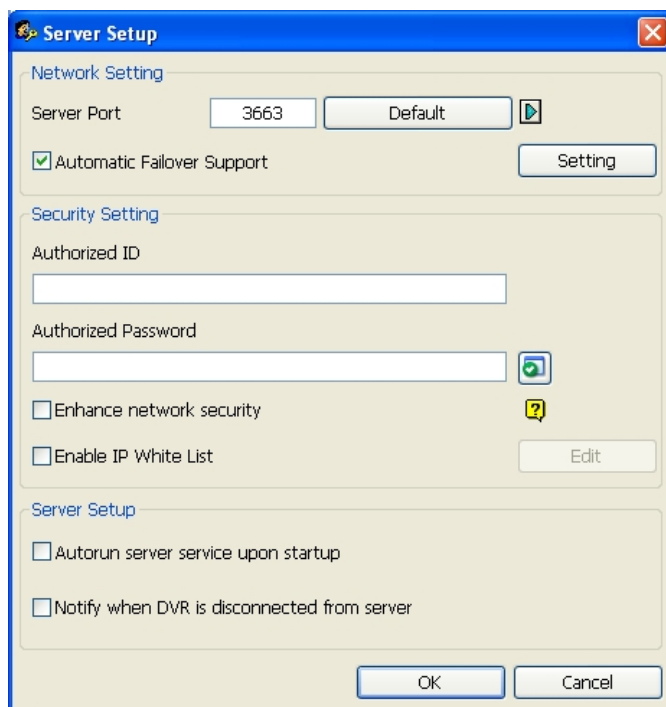 Server Setup
Network Setting
Server Port 3663 Default
Automatic Failover Support Setting
Security Setting
Authorized ID
Authorized Password
Enhance network security ?
Enable IP White List Edit
Server Setup
Autorun server service upon startup
Notify when DVR is disconnected from server
OK Cancel